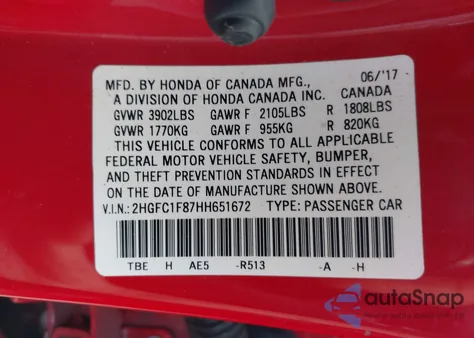 MFD. BY HONDA OF CANADA MFG., 06/17
A DIVISION OF HONDA CANADA INC. CANADA
GVWR 3902LBS GAWR F 2105LBS R 1808LBS
GVWR 1770KG GAWR F 955KG R 820KG
THIS VEHICLE CONFORMS TO ALL APPLICABLE
FEDERAL MOTOR VEHICLE SAFETY, BUMPER,
AND THEFT PREVENTION STANDARDS IN EFFECT
ON THE DATE OF MANUFACTURE SHOWN ABOVE.
V.I.N.: 2HGFC1F87HH651672 TYPE: PASSENGER CAR
TBE H AE5 -R513 -A -H
autoSnap